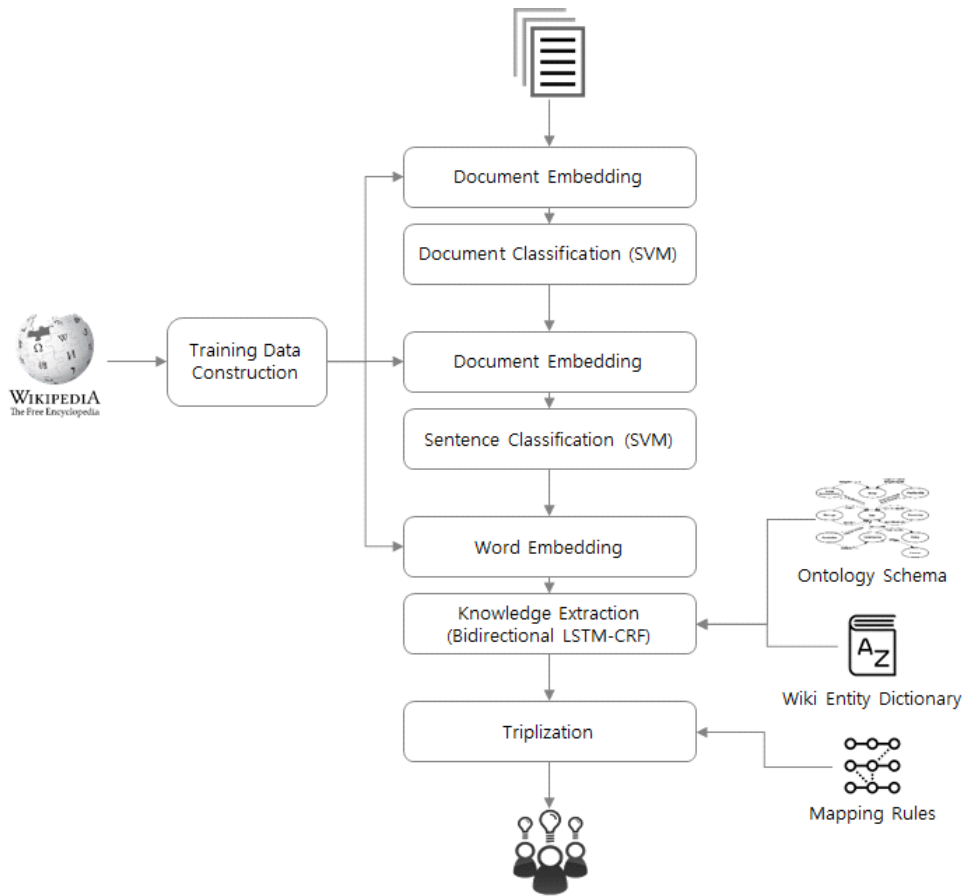 Document Embedding
Document Classification (SVM)
Training Data
Construction
WIKIPEDIA
The Free Encyclopedia
Document Embedding
Sentence Classification (SVM)
Word Embedding
Ontology Schema
Knowledge Extraction
(Bidirectional LSTM-CRF)
AZ
Wiki Entity Dictionary
Triplization
Mapping Rules